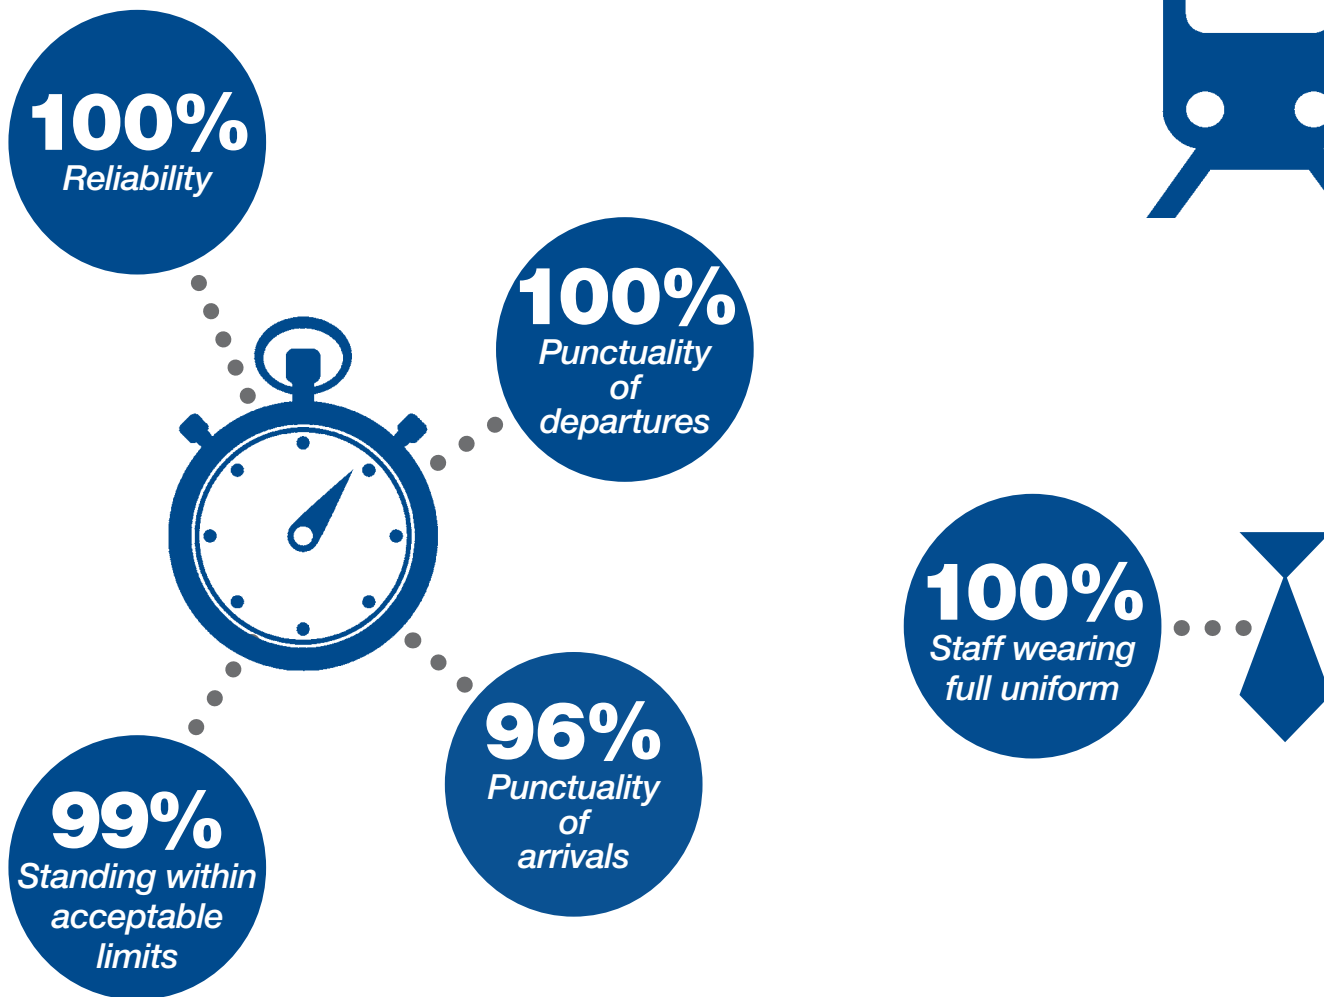 100%
Reliability
100%
Punctuality
of
departures
100%
Staff wearing
full uniform
96%
Punctuality
of
arrivals
99%
Standing within
acceptable
limits